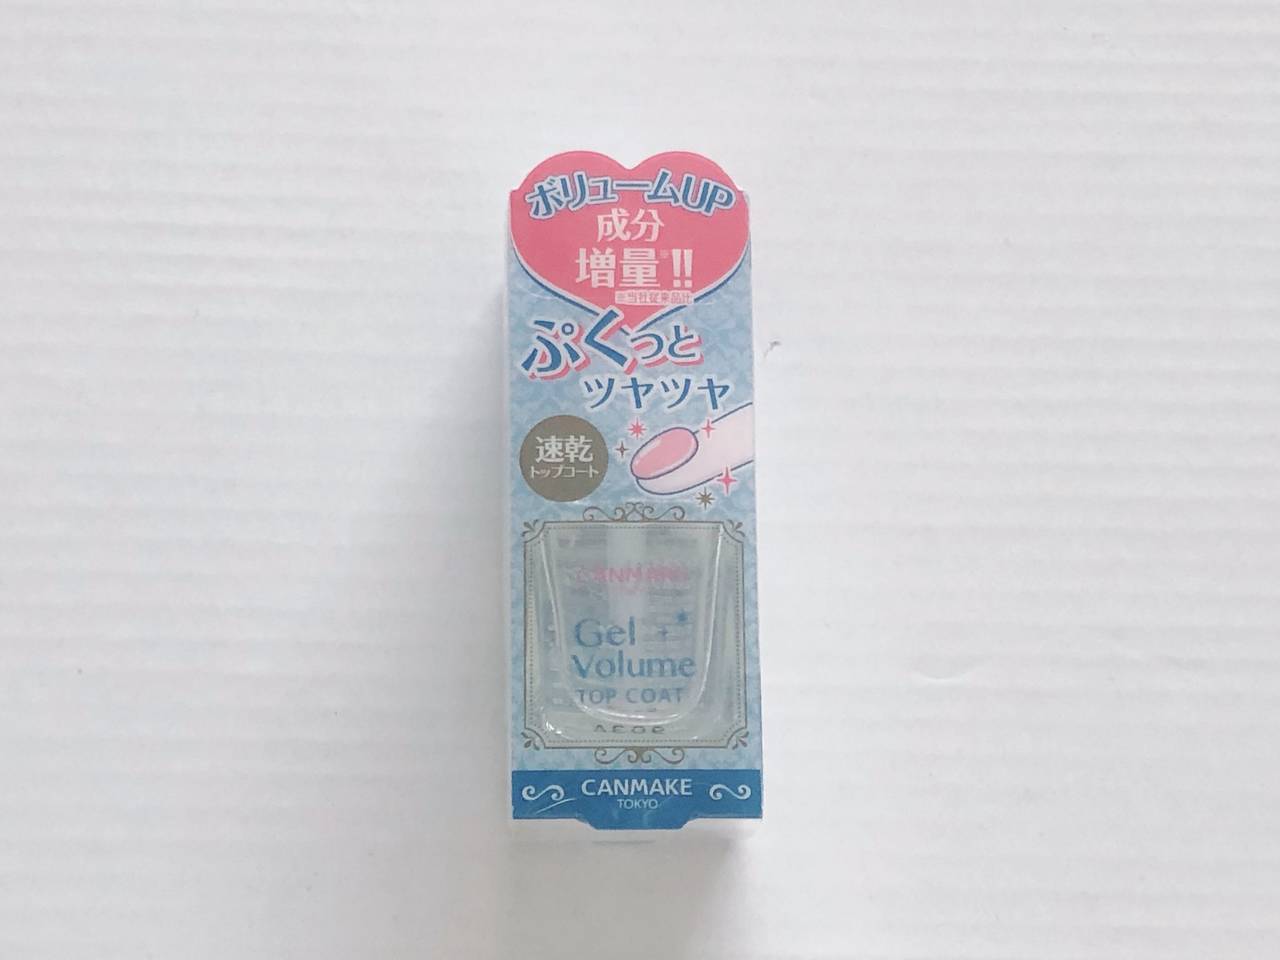 ボリュームUP
成分
増量※!!
※当社従来品比
ぷくっと
ツヤツヤ
速乾
トップコート
CANMAKE
Gel
Volume
TOP COAT
CANMAKE
TOKYO